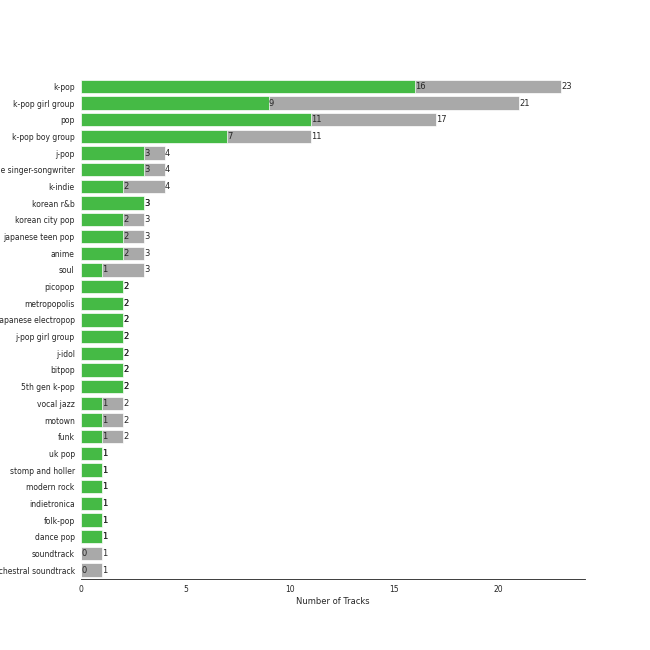 k-pop 16 23
k-pop girl group 9 21
pop 11 17
k-pop boy group 7 11
j-pop 3 4
e singer-songwriter 3 4
k-indie 2 4
korean r&b 3
korean city pop 2 3
japanese teen pop 2 3
anime 2 3
soul 1 3
picopop 2
metropopolis 2
apanese electropop 2
j-pop girl group 2
j-idol 2
bitpop 2
5th gen k-pop 2
vocal jazz 1 2
motown 1 2
funk 1 2
uk pop 1
stomp and holler 1
modern rock 1
indietronica 1
folk-pop 1
dance pop 1
soundtrack 0 1
chestral soundtrack 0 1
0 5 10 15 20
Number of Tracks